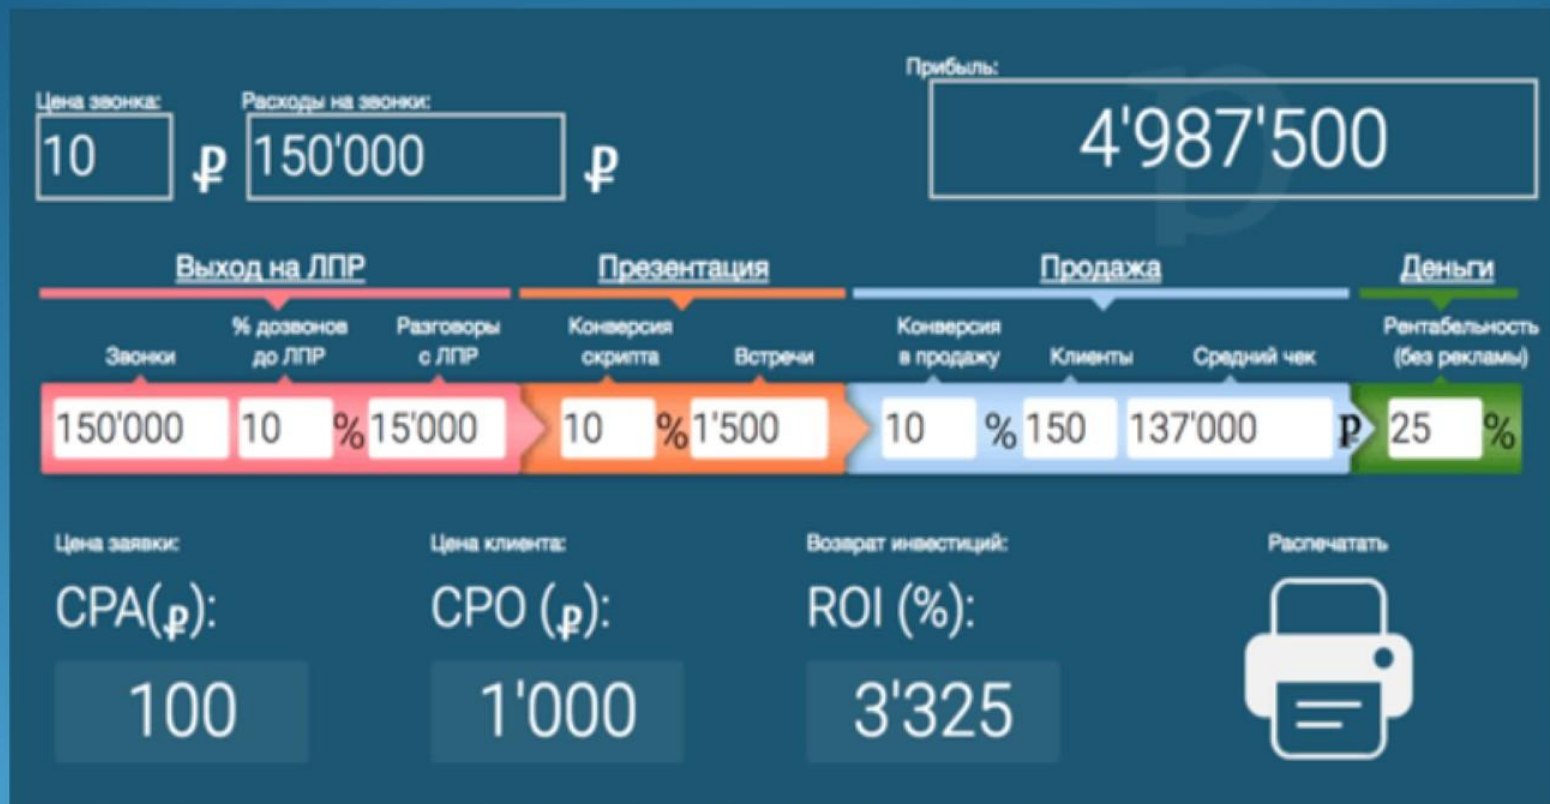 Прибыль:
Цена звонка: Расходы на звонки:
10 ₽ 150'000 ₽
4'987'500
Выход на ЛПР Презентация Продажа Деньги
% дозвонов Разговоры Конверсия Конверсия Рентабельность
Звонки до ЛПР с ЛПР скрипта Встречи в продажу Клиенты Средний чек (без рекламы)
150'000 10 % 15'000 10 % 1'500 10 % 150 137'000 ₽ 25 %
Цена заявки: Цена клиента: Возврат инвестиций: Распечатать
CPA(₽): CPO (₽): ROI (%):
100 1'000 3'325